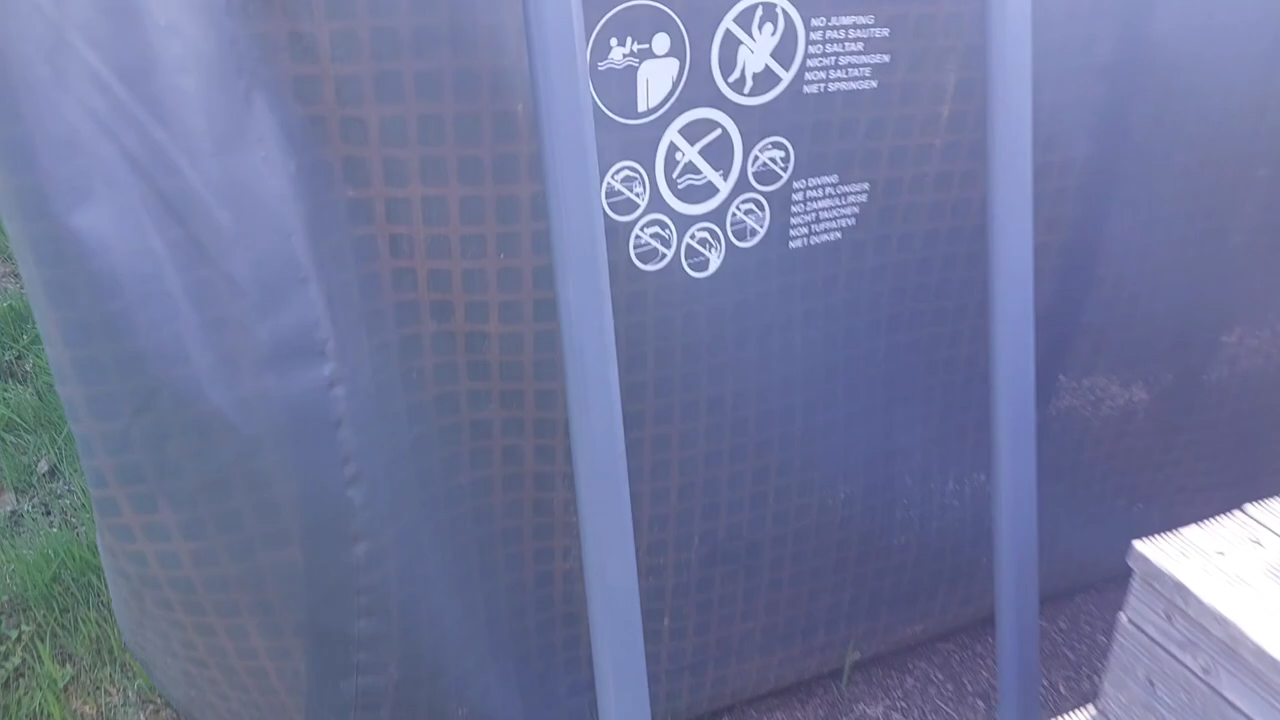 NO JUMPING
NE PAS SAUTER
NO SALTAR
NICHT SPRINGEN
NON SALTATE
NIET SPRINGEN
NO DIVING
NE PAS PLONGER
NO ZAMBULLIRSE
NICHT TAUCHEN
NON TUFFATEVI
NIET DUIKEN